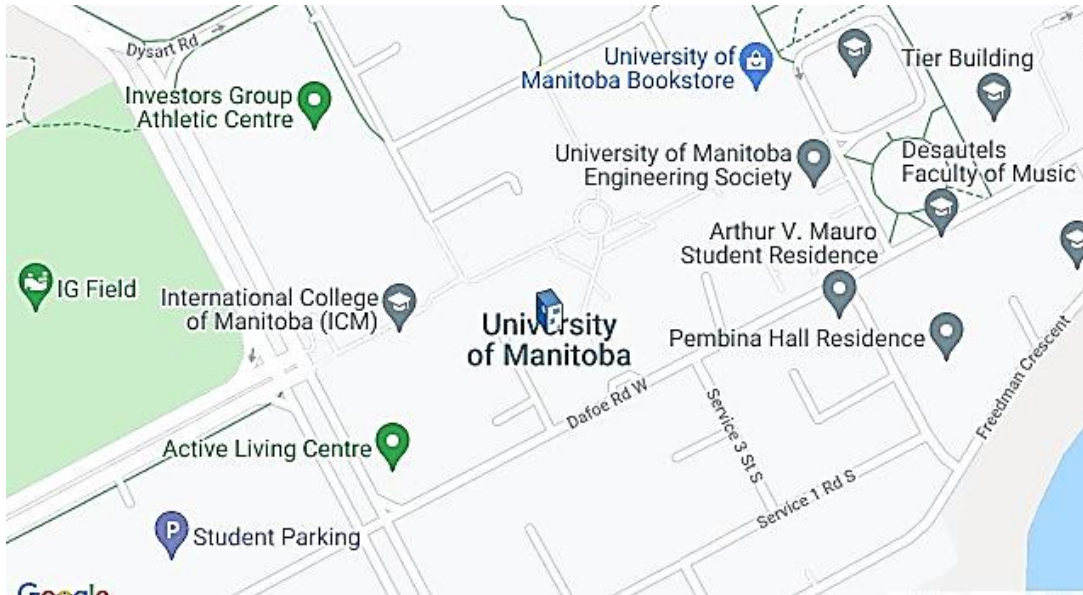 Dysart Rd
University of
Manitoba Bookstore
Tier Building
Investors Group
Athletic Centre
University of Manitoba
Engineering Society
Desautels
Faculty of Music
Arthur V. Mauro
Student Residence
IG Field
International College
of Manitoba (ICM)
University
of Manitoba
Pembina Hall Residence
Freedman Crescent
Dafoe Rd W
Service 3 St S
Active Living Centre
Service 1 Rd S
P
Student Parking
Google